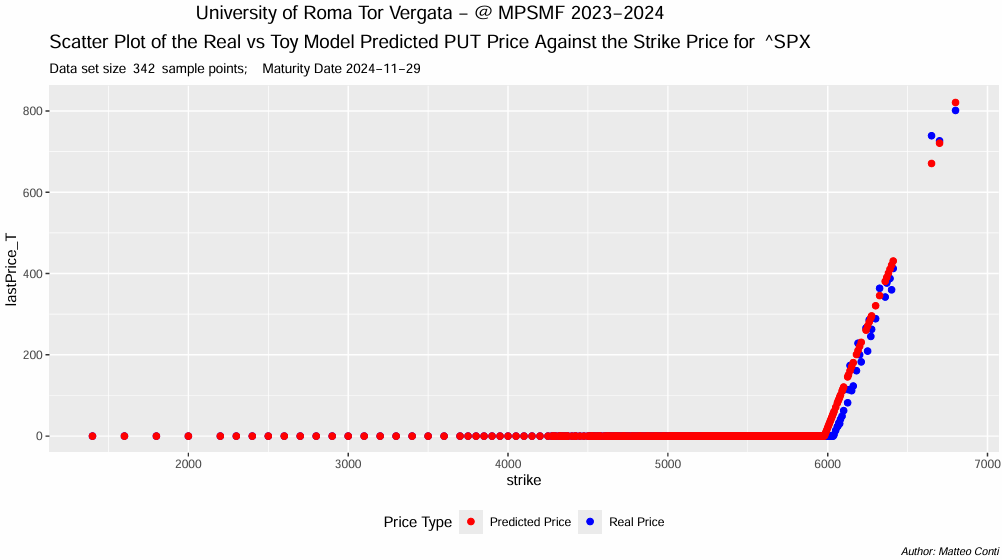 University of Roma Tor Vergata – @ MPSMF 2023–2024
Scatter Plot of the Real vs Toy Model Predicted PUT Price Against the Strike Price for ^SPX
Data set size 342 sample points; Maturity Date 2024–11–29
lastPrice_T
800
600
400
200
0
2000 3000 4000 5000 6000 7000
strike
Price Type Predicted Price Real Price
Author: Matteo Conti